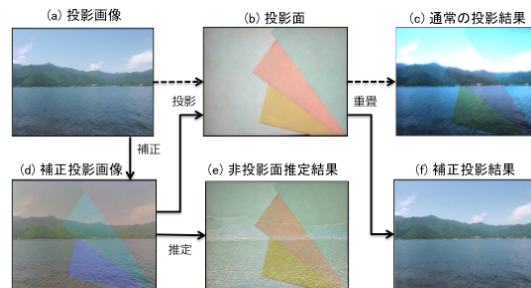 (a) 投影画像
(b) 投影面
(c) 通常の投影結果
投影
重畳
補正
(d) 補正投影画像
(e) 非投影面推定結果
(f) 補正投影結果
推定